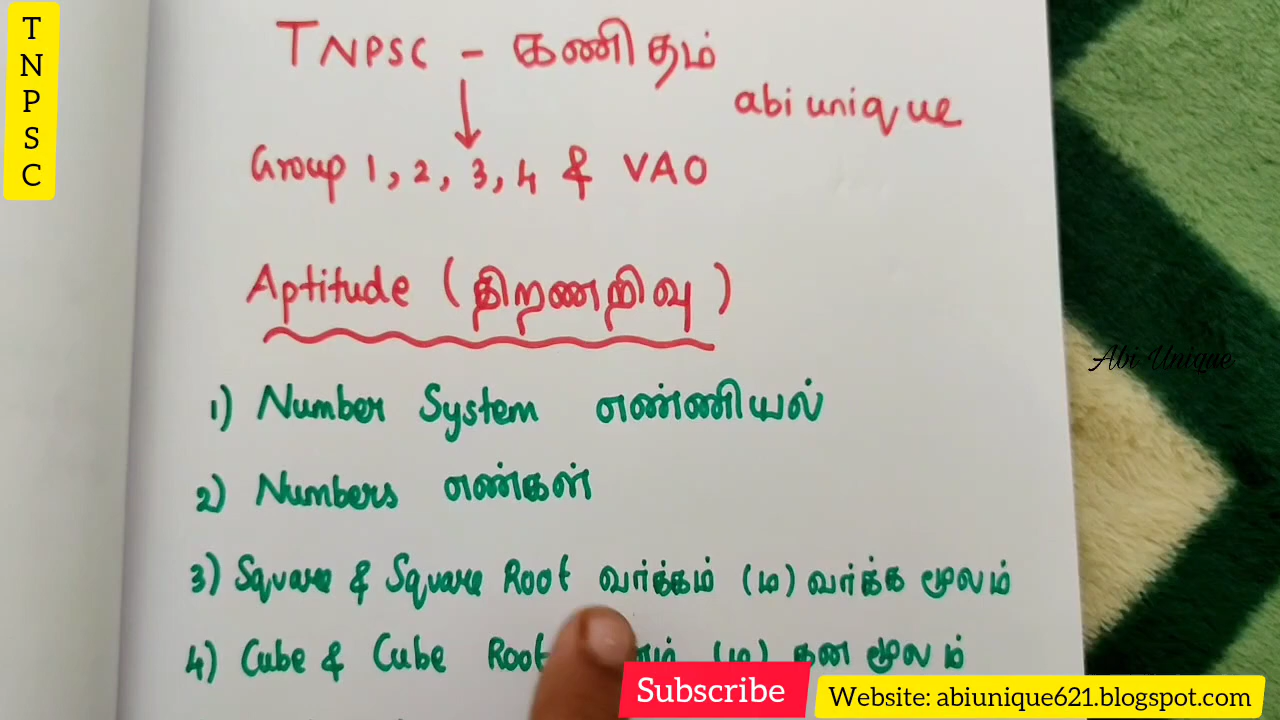 T
N
P
S
C
TNPSC - கணிதம்
abi unique
Group 1, 2, 3, 4 & VAO
Aptitude (திறனறிவு)
Abi Unique
1) Number System எண்ணியல்
2) Numbers எண்கள்
3) Square & Square Root வர்க்கம் (ம) வர்க்க மூலம்
4) Cube & Cube Root (ம) கன மூலம்
Subscribe
Website: abiunique621.blogspot.com